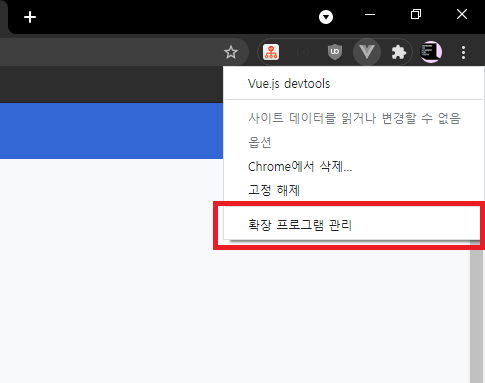 Vue.js devtools
사이트 데이터를 읽거나 변경할 수 없음
옵션
Chrome에서 삭제...
고정 해제
확장 프로그램 관리